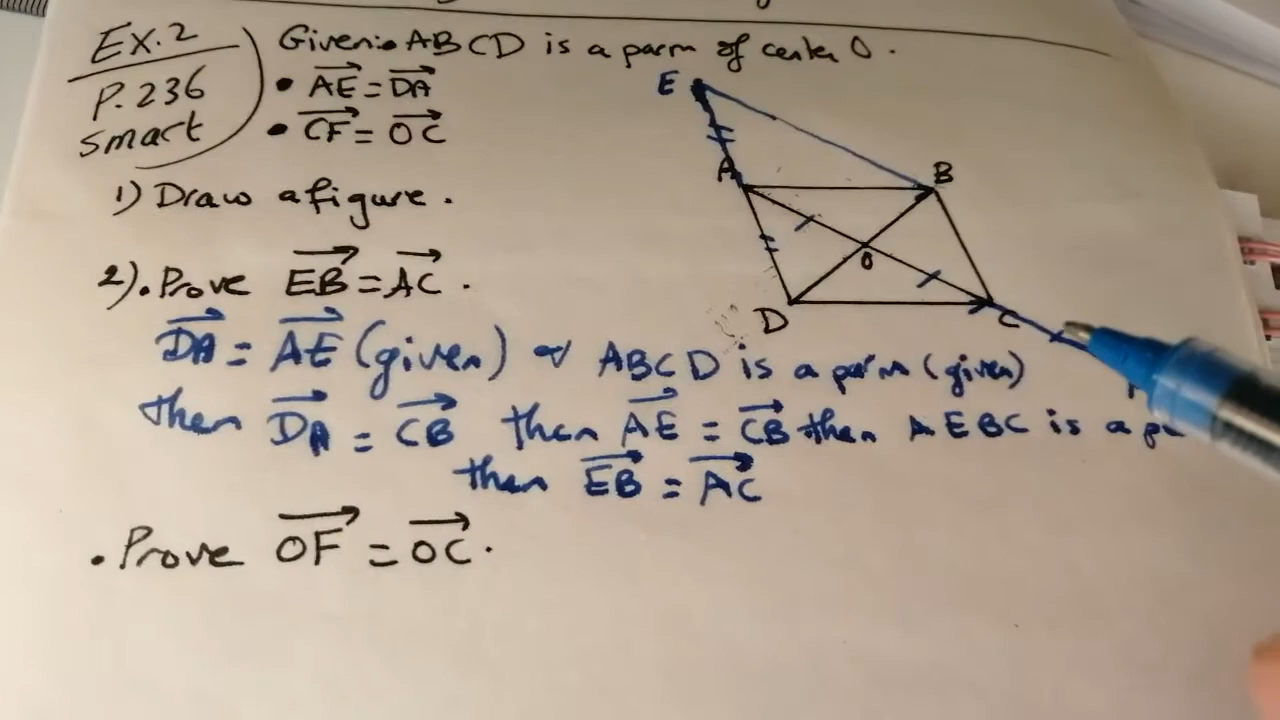 Ex.2
P.236
smart
Given: ABCD is a parm of center O.
• AE = DA
• CF = OC
1) Draw a figure.
2). Prove EB = AC.
DA = AE (given) & ABCD is a parm (given)
then DA = CB then AE = CB then AEBC is a
then EB = AC
• Prove OF = OC.
E
A
B
O
D
C